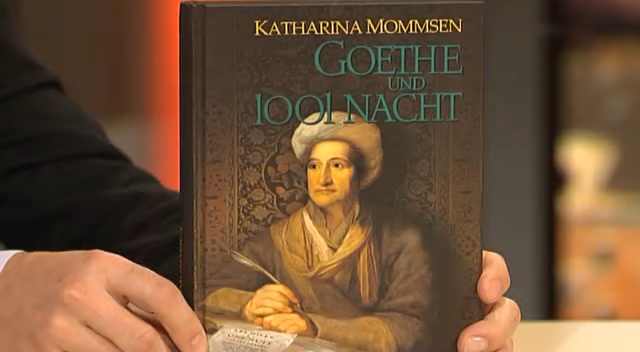 KATHARINA MOMMSEN
GOETHE
UND
1001 NACHT